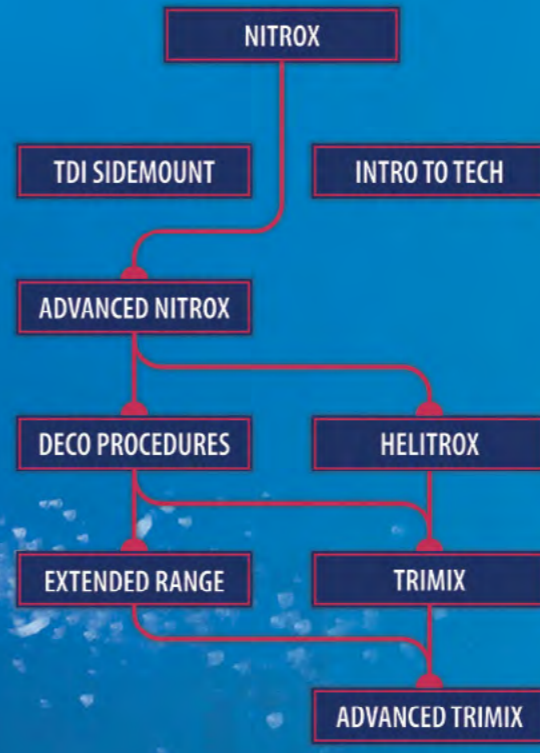 NITROX
TDI SIDEMOUNT
INTRO TO TECH
ADVANCED NITROX
DECO PROCEDURES
HELITROX
EXTENDED RANGE
TRIMIX
ADVANCED TRIMIX